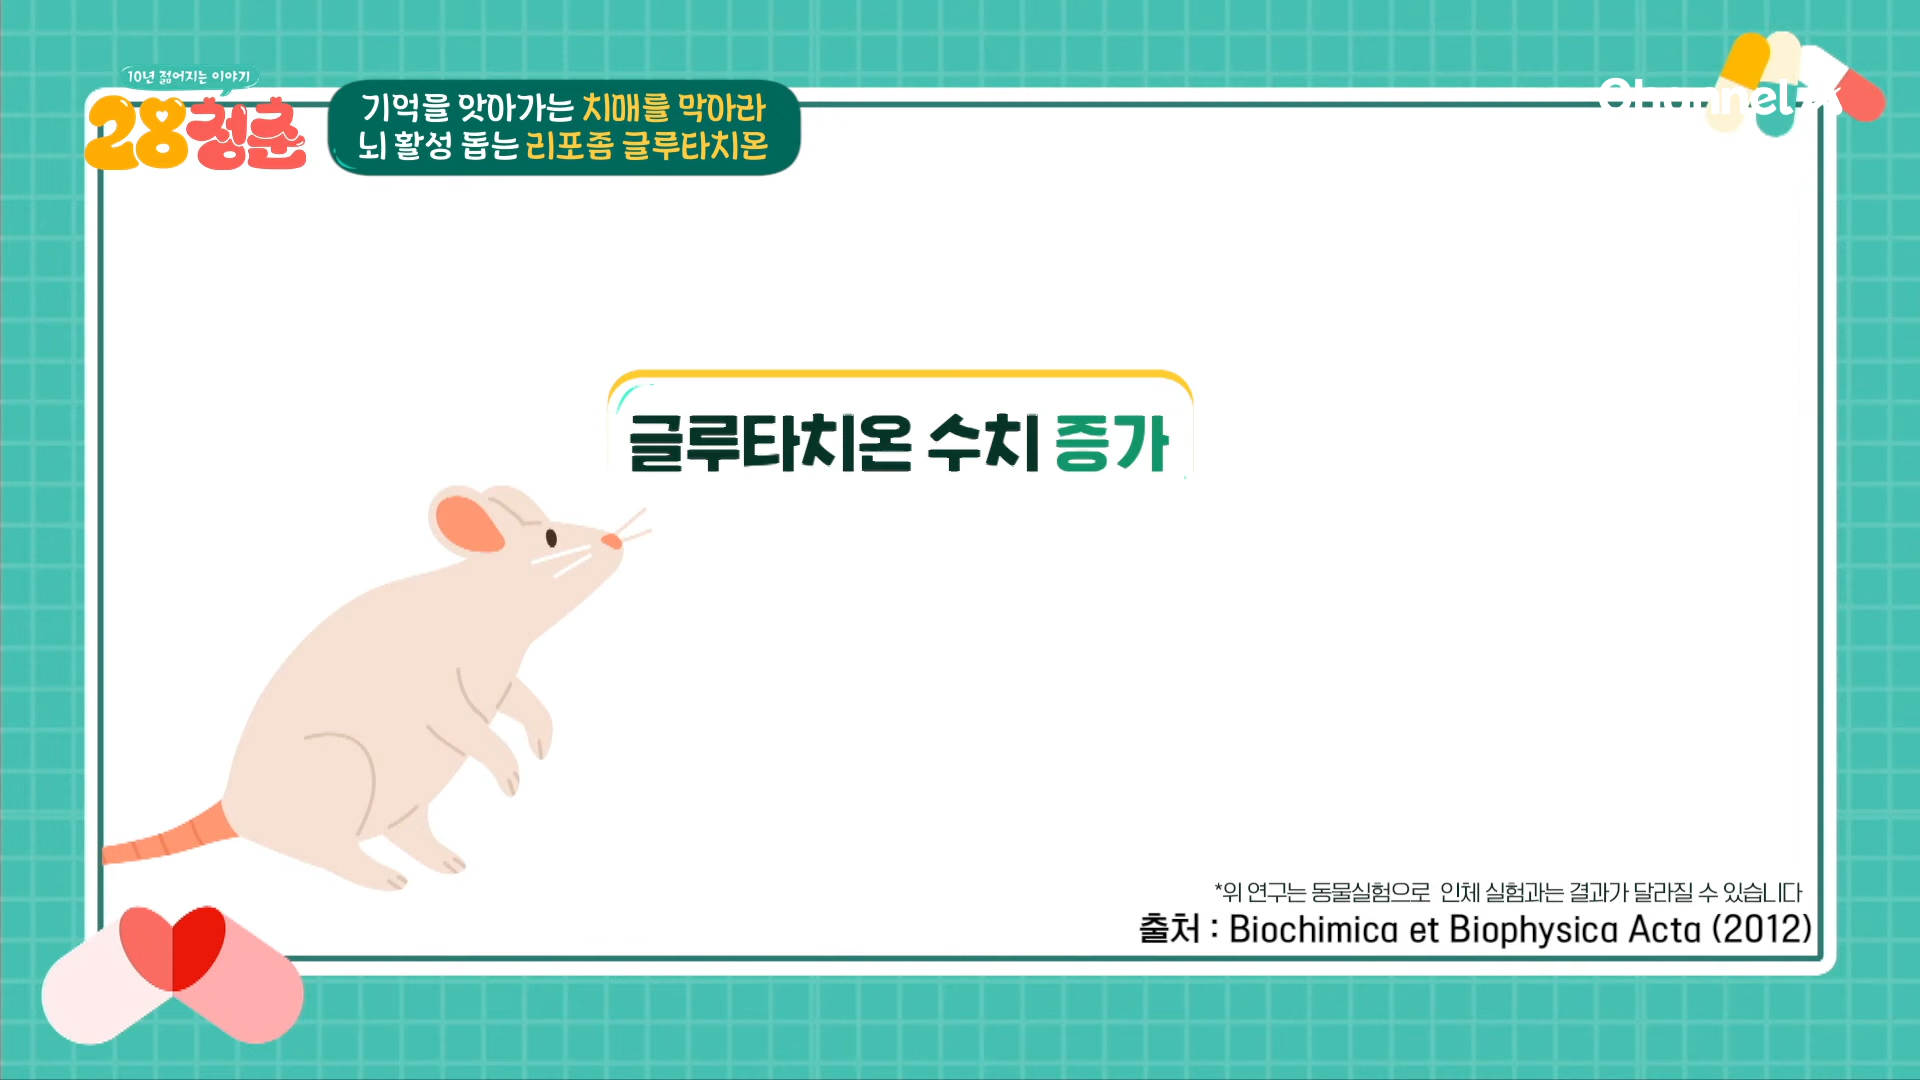 10년 젊어지는 이야기
28청춘
기억을 앗아가는 치매를 막아라
뇌 활성 돕는 리포좀 글루타치온
Channel A
글루타치온 수치 증가
*위 연구는 동물실험으로 인체 실험과는 결과가 달라질 수 있습니다
출처 : Biochimica et Biophysica Acta (2012)